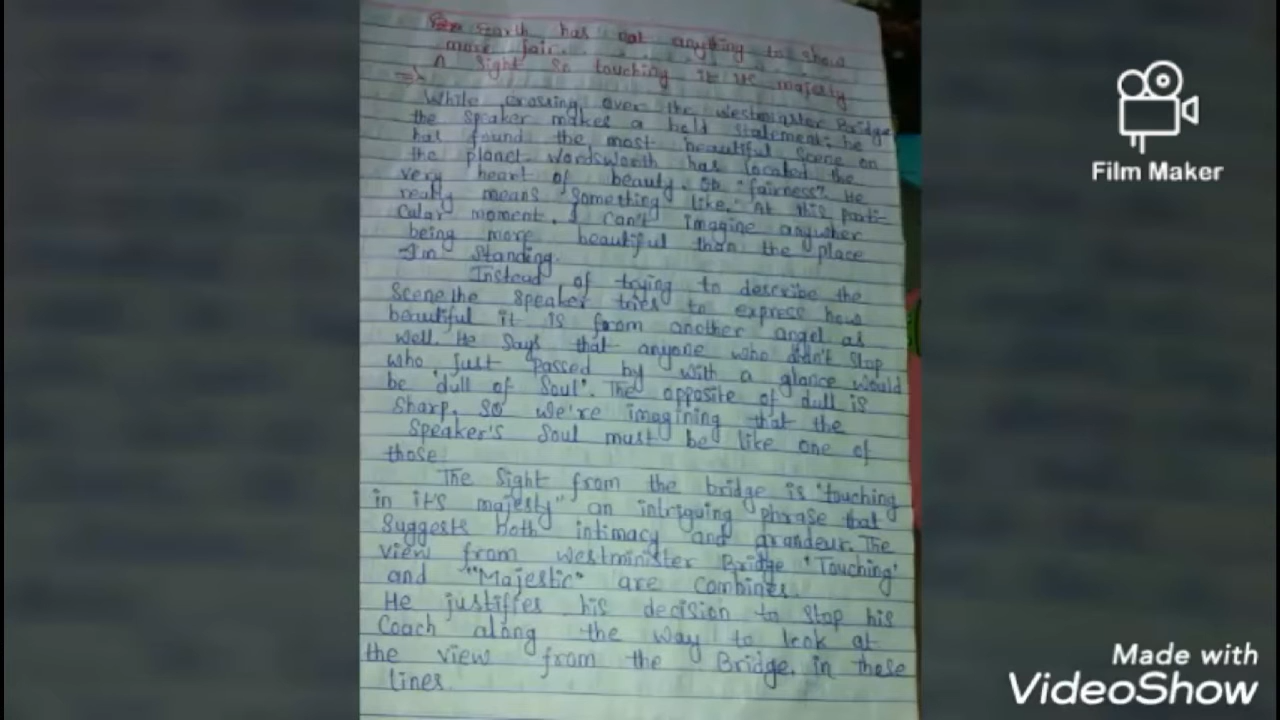 Earth has not anything to show
more fair.
A Sight so touching in it's majesty
=>
While crossing over the westminster Bridge
the speaker makes a bold statement: he
has found the most beautiful scene on
the planet. Wordsworth has located the
very heart of beauty. Or "fairness". He
really means "Something like." At this parti-
cular moment. I can't imagine anywher
being more beautiful than the place
I'm standing.
Instead of trying to describe the
Scene the speaker tries to express how
beautiful it is from another angel as
well. He says that anyone who didn't stop
who just passed by with a glance would
be 'dull of Soul'. The opposite of dull is
Sharp. So we're imagining that the
Speaker's Soul must be like one of
those.
The Sight from the bridge is "touching
in it's majesty" an intriguing phrase that
Suggests both intimacy and grandeur. The
view from westminister Bridge 'Touching'
and "Majestic" are combines.
He justifies his decision to stop his
Coach along the way to look at
the view from the Bridge. in these
lines.
Film Maker
Made with
VideoShow